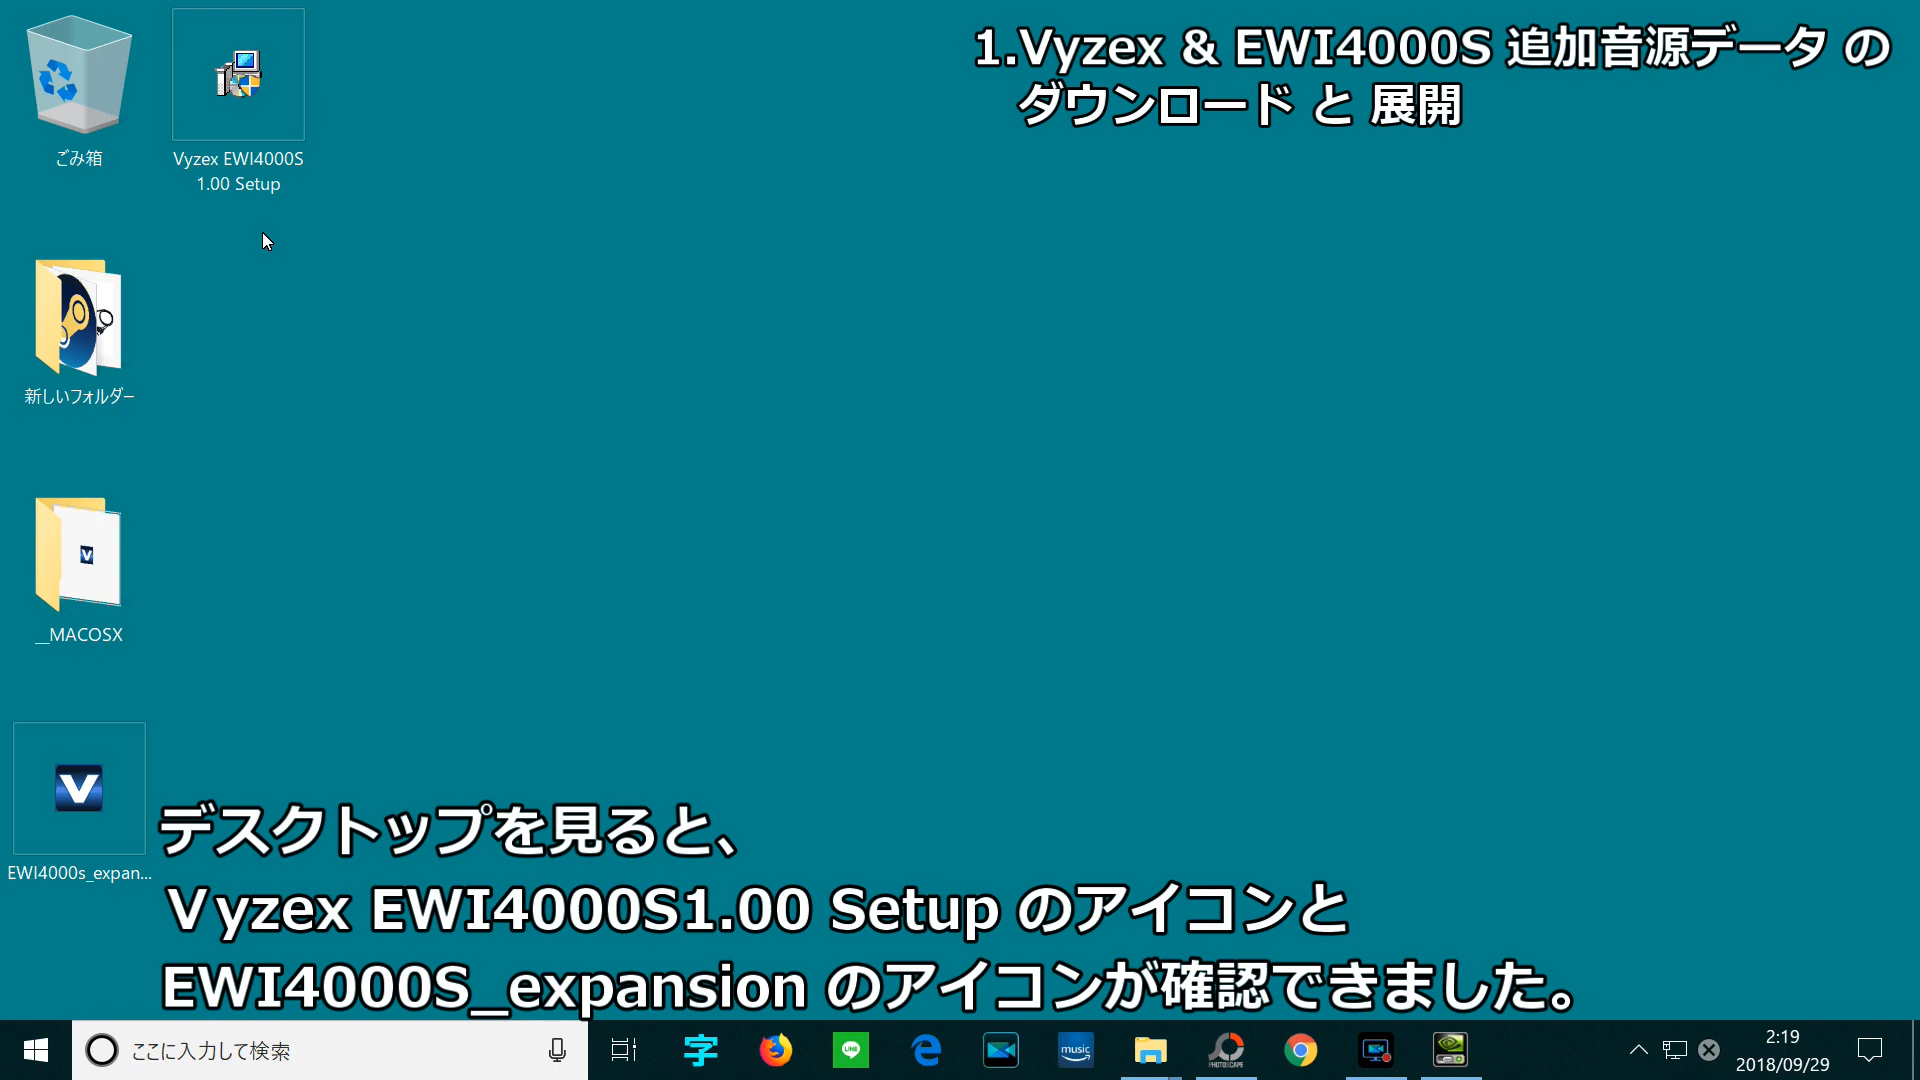 1.Vyzex & EWI4000S 追加音源データ の
ダウンロード と 展開
ごみ箱
Vyzex EWI4000S
1.00 Setup
新しいフォルダー
__MACOSX
EWI4000s_expan...
デスクトップを見ると、
Vyzex EWI4000S1.00 Setup のアイコンと
EWI4000S_expansion のアイコンが確認できました。
ここに入力して検索
字
LINE
music
PHOTOSCAPE
2:19
2018/09/29